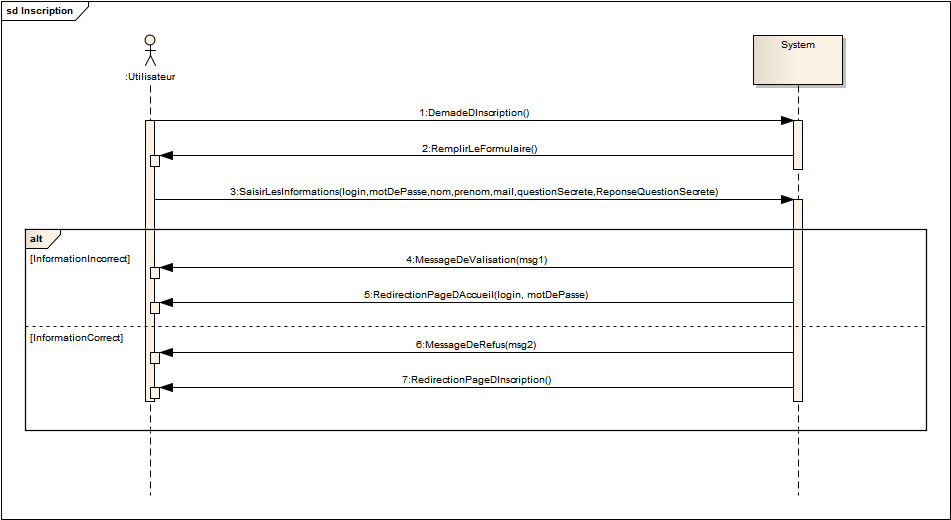 sd Inscription
:Utilisateur
System
1:DemadeDInscription()
2:RemplirLeFormulaire()
3:SaisirLesInformations(login,motDePasse,nom,prenom,mail,questionSecrete,ReponseQuestionSecrete)
alt
[InformationIncorrect]
4:MessageDeValisation(msg1)
5:RedirectionPageDAccueil(login, motDePasse)
[InformationCorrect]
6:MessageDeRefus(msg2)
7:RedirectionPageDInscription()